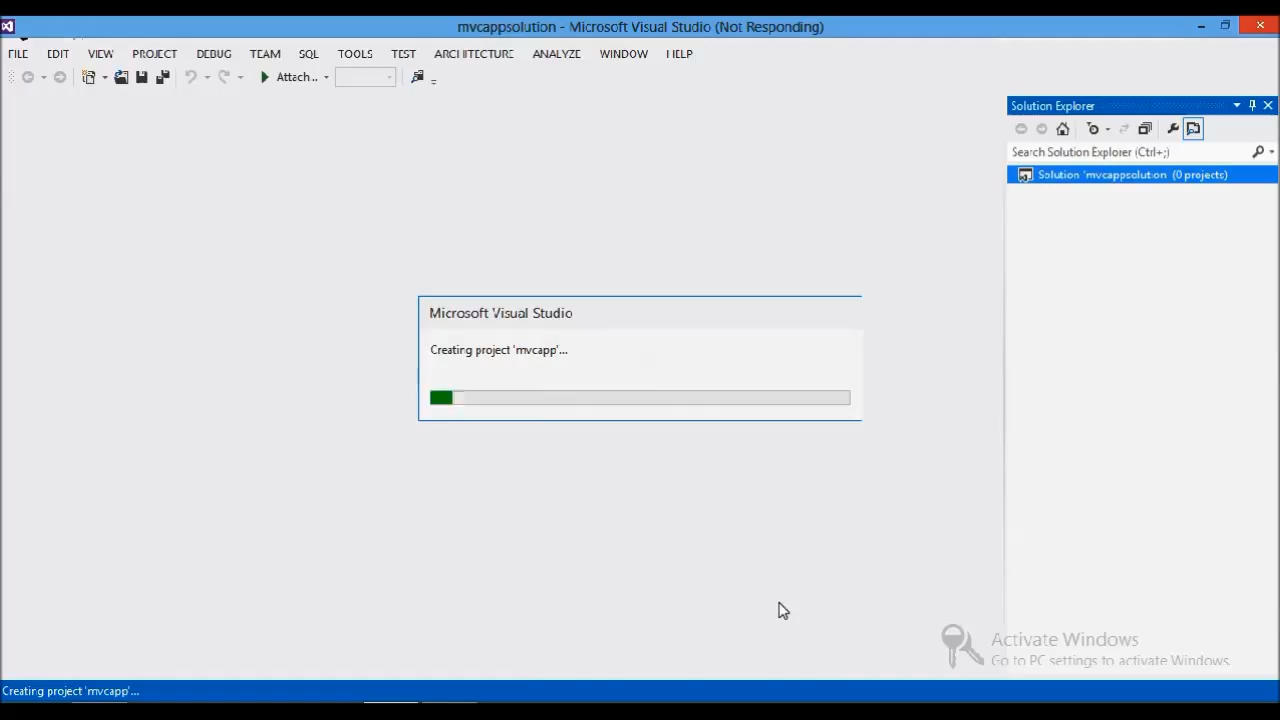 mvcappsolution - Microsoft Visual Studio (Not Responding)
FILE EDIT VIEW PROJECT DEBUG TEAM SQL TOOLS TEST ARCHITECTURE ANALYZE WINDOW HELP
Attach...
Solution Explorer
Search Solution Explorer (Ctrl+;)
Solution 'mvcappsolution (0 projects)
Microsoft Visual Studio
Creating project 'mvcapp'...
Activate Windows
Go to PC settings to activate Windows.
Creating project 'mvcapp'...